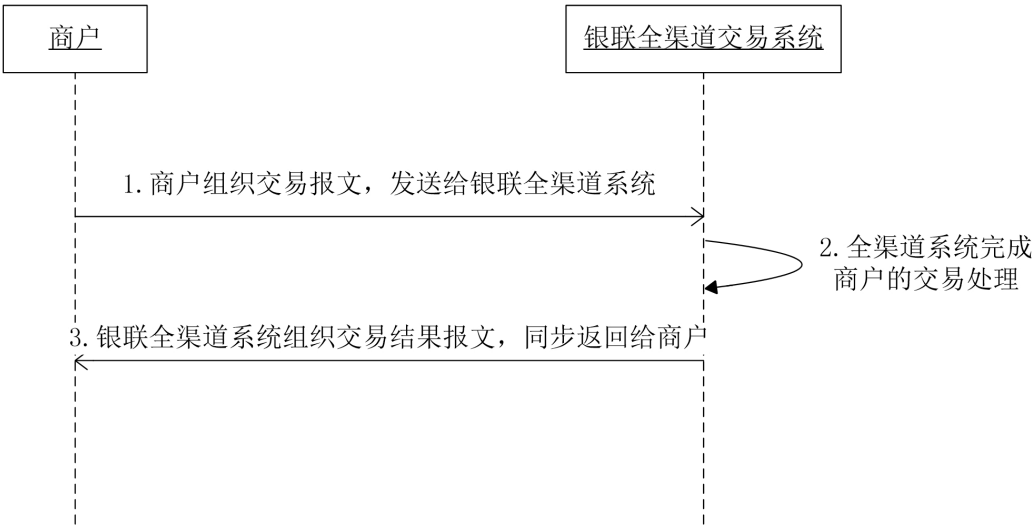 商户
银联全渠道交易系统
1.商户组织交易报文，发送给银联全渠道系统
2.全渠道系统完成
商户的交易处理
3.银联全渠道系统组织交易结果报文，同步返回给商户